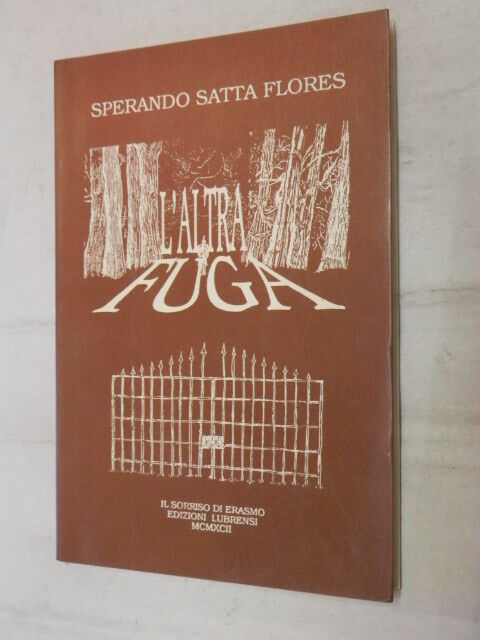 SPERANDO SATTA FLORES
L'ALTRA
FUGA
IL SORRISO DI ERASMO
EDIZIONI LUBRENSI
MCMXCII